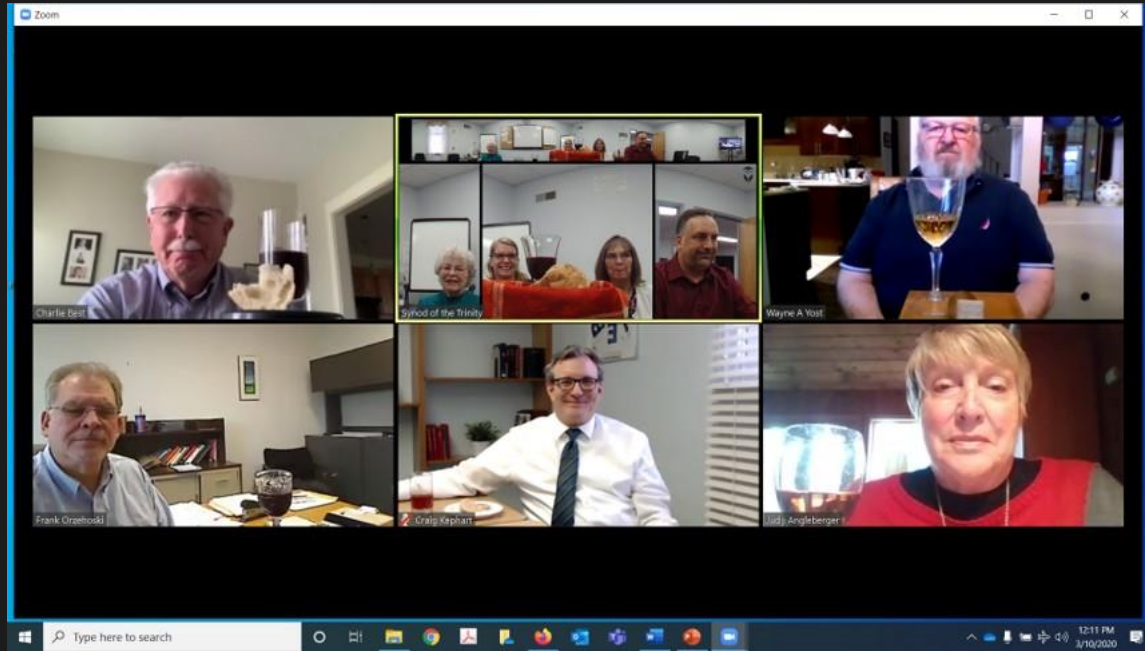 Zoom
Charlie Best
Synod of the Trinity
Wayne A Yost
Frank Orzehoski
Craig Kephart
Judy Angleberger
Type here to search
12:11 PM
3/10/2020